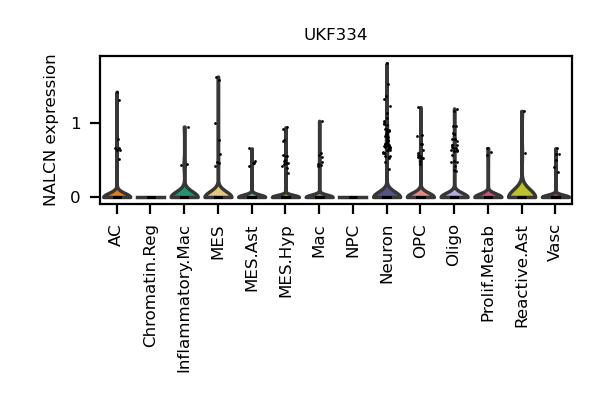 UKF334
NALCN expression
1
0
AC
Chromatin.Reg
Inflammatory.Mac
MES
MES.Ast
MES.Hyp
Mac
NPC
Neuron
OPC
Oligo
Prolif.Metab
Reactive.Ast
Vasc